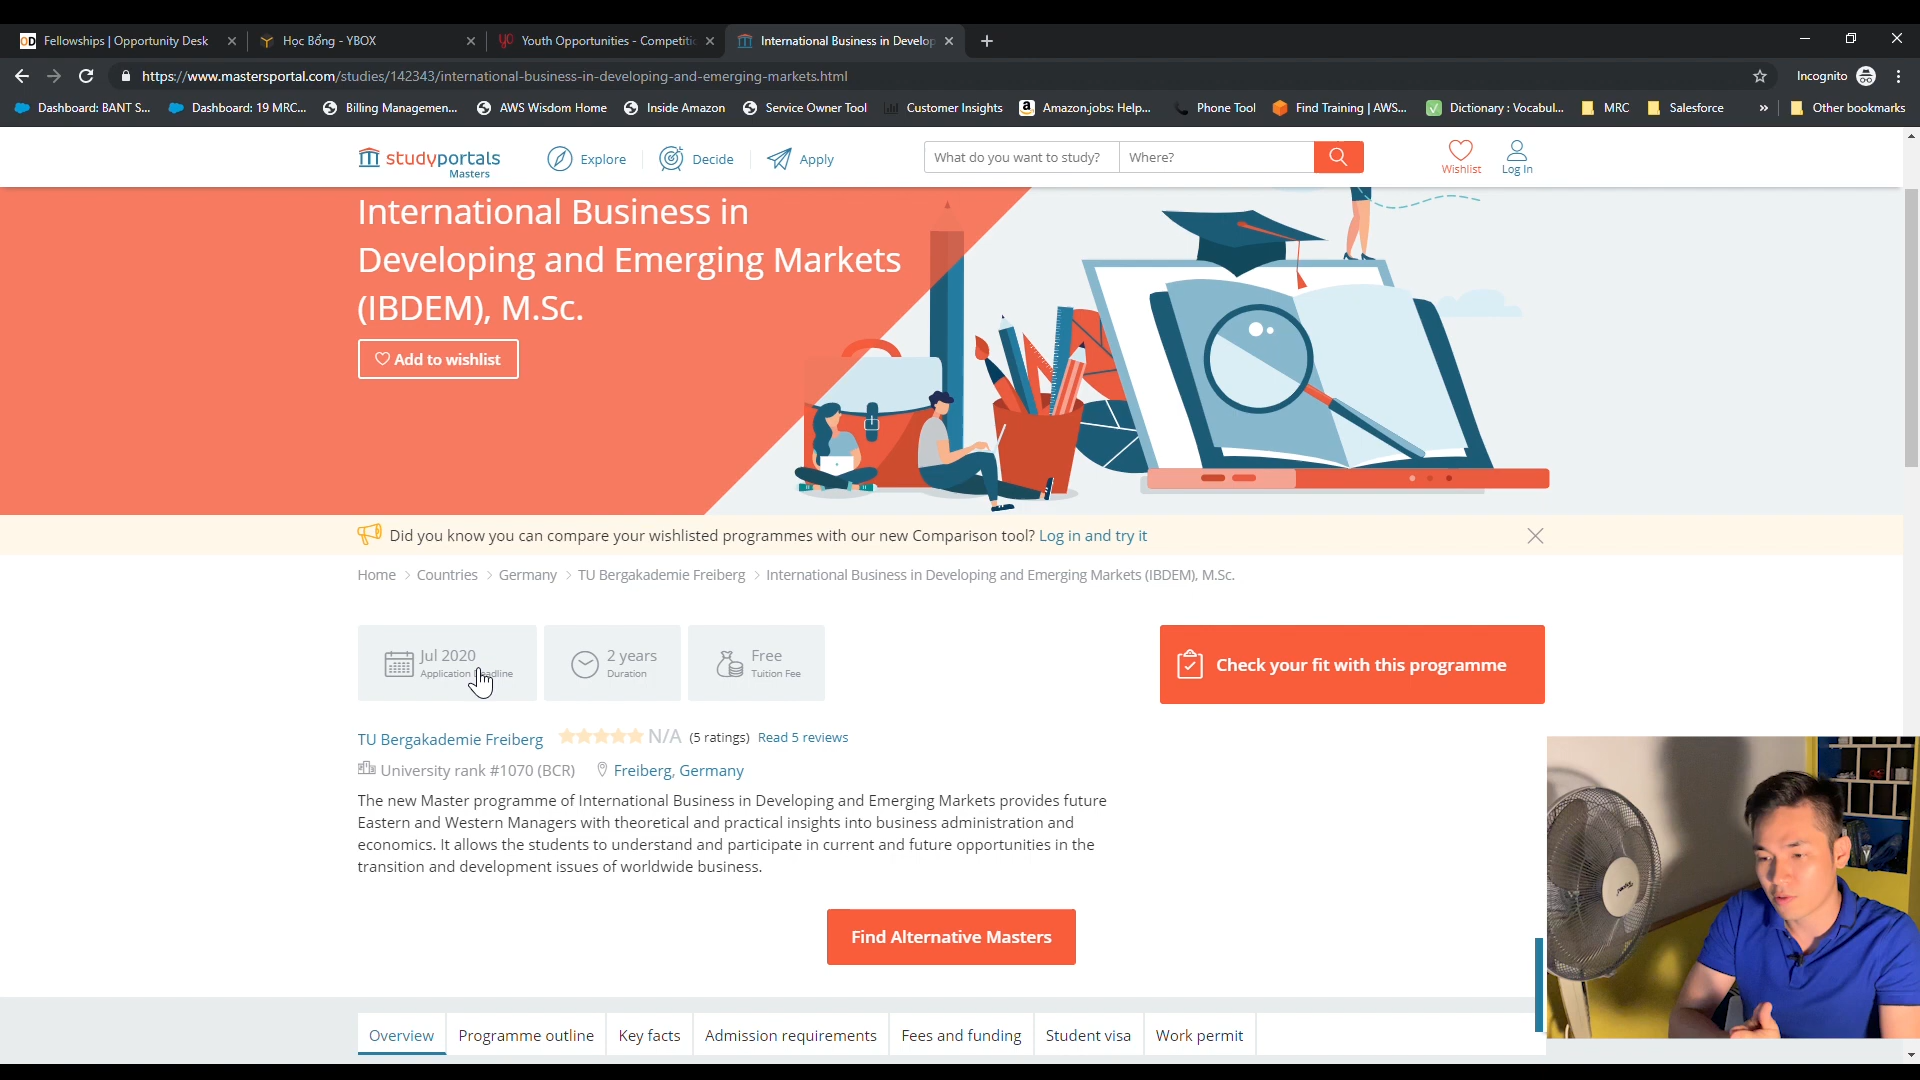 Fellowships | Opportunity Desk
Học Bổng - YBOX
Youth Opportunities - Competitic
International Business in Develop
https://www.mastersportal.com/studies/142343/international-business-in-developing-and-emerging-markets.html
Incognito
Dashboard: BANT S...
Dashboard: 19 MRC...
Billing Managemen...
AWS Wisdom Home
Inside Amazon
Service Owner Tool
Customer Insights
Amazon.jobs: Help...
Phone Tool
Find Training | AWS...
Dictionary : Vocabul...
MRC
Salesforce
»
Other bookmarks
studyportals
Masters
Explore
Decide
Apply
What do you want to study?
Where?
Wishlist
Log In
International Business in
Developing and Emerging Markets
(IBDEM), M.Sc.
Add to wishlist
Did you know you can compare your wishlisted programmes with our new Comparison tool? Log in and try it
Home > Countries > Germany > TU Bergakademie Freiberg > International Business in Developing and Emerging Markets (IBDEM), M.Sc.
Jul 2020
Application
2 years
Duration
Free
Tuition Fee
Check your fit with this programme
TU Bergakademie Freiberg N/A (5 ratings) Read 5 reviews
University rank #1070 (BCR) Freiberg, Germany
The new Master programme of International Business in Developing and Emerging Markets provides future
Eastern and Western Managers with theoretical and practical insights into business administration and
economics. It allows the students to understand and participate in current and future opportunities in the
transition and development issues of worldwide business.
Find Alternative Masters
Overview
Programme outline
Key facts
Admission requirements
Fees and funding
Student visa
Work permit